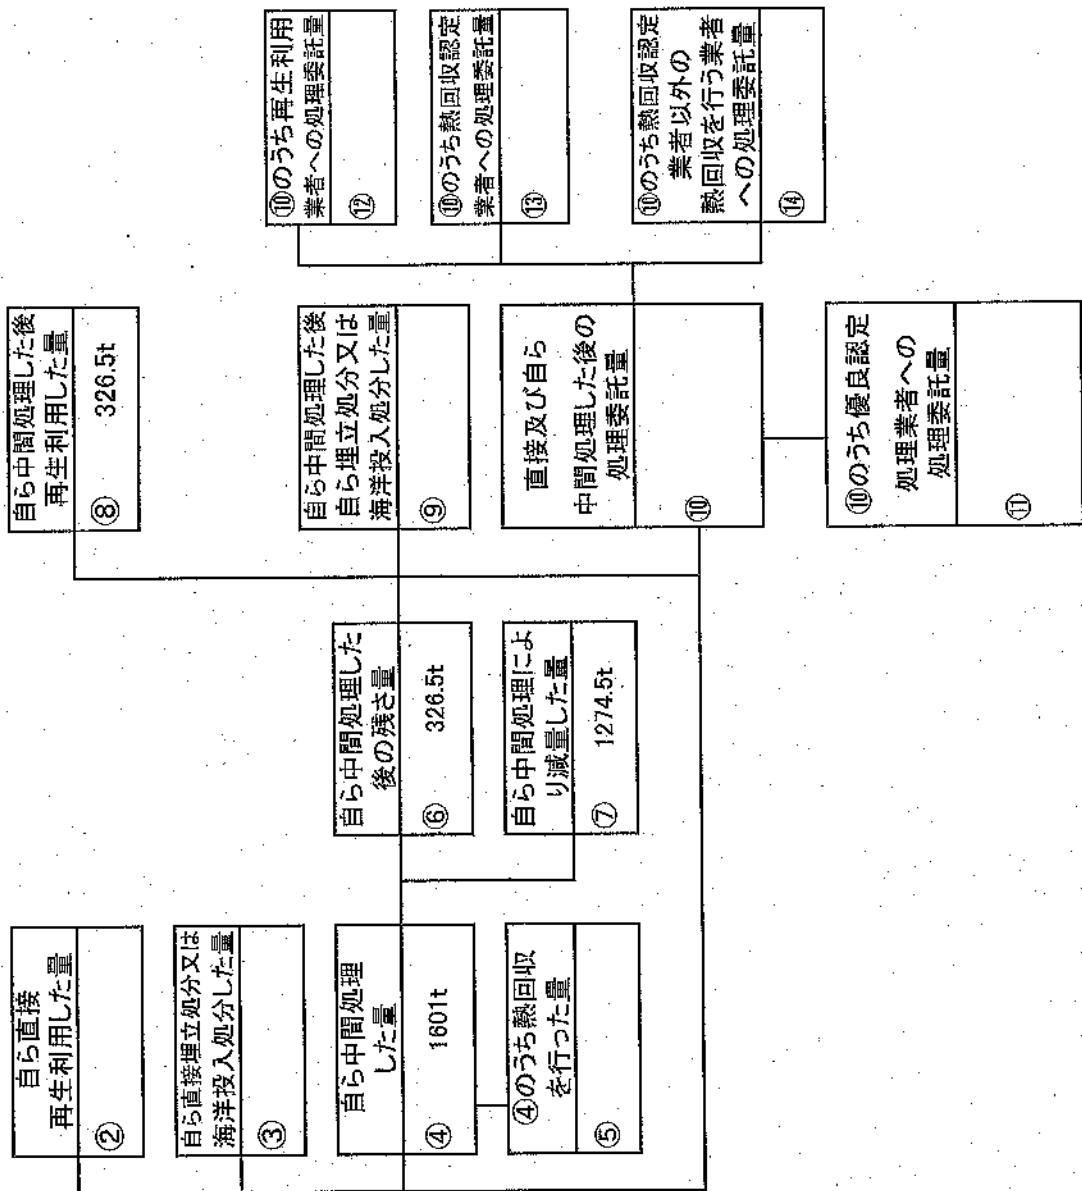 自ら直接
再生利用した量
②
自ら直接埋立処分又は
海洋投入処分した量
③
自ら中間処理
した量
④ 1601t
④のうち熱回収
を行った量
⑤
自ら中間処理した
後の残さ量
⑥ 326.5t
自ら中間処理によ
り減量した量
⑦ 1274.5t
自ら中間処理した後
再生利用した量
⑧ 326.5t
自ら中間処理した後
自ら埋立処分又は
海洋投入処分した量
⑨
直接及び自ら
中間処理した後の
処理委託量
⑩
⑩のうち優良認定
処理業者への
処理委託量
⑪
⑩のうち再生利用
業者への処理委託量
⑫
⑩のうち熱回収認定
業者への処理委託量
⑬
⑩のうち熱回収認定
業者以外の
熱回収を行う業者
への処理委託量
⑭